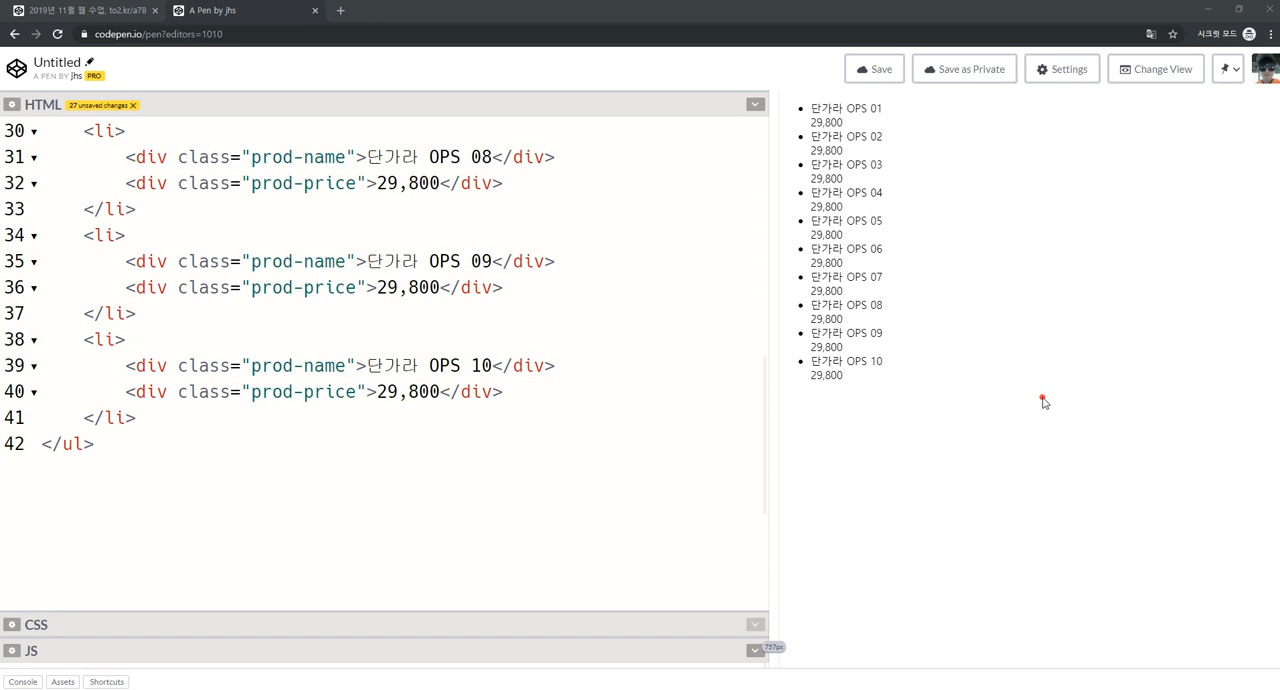 2019년 11월 웹 수업, to2.kr/a7B
A Pen by jhs
codepen.io/pen?editors=1010
시크릿 모드
Untitled
A PEN BY jhs PRO
Save
Save as Private
Settings
Change View
HTML 27 unsaved changes X
30 <li>
31 <div class="prod-name">단가라 OPS 08</div>
32 <div class="prod-price">29,800</div>
33 </li>
34 <li>
35 <div class="prod-name">단가라 OPS 09</div>
36 <div class="prod-price">29,800</div>
37 </li>
38 <li>
39 <div class="prod-name">단가라 OPS 10</div>
40 <div class="prod-price">29,800</div>
41 </li>
42 </ul>
단가라 OPS 01
29,800
단가라 OPS 02
29,800
단가라 OPS 03
29,800
단가라 OPS 04
29,800
단가라 OPS 05
29,800
단가라 OPS 06
29,800
단가라 OPS 07
29,800
단가라 OPS 08
29,800
단가라 OPS 09
29,800
단가라 OPS 10
29,800
CSS
JS
737px
Console
Assets
Shortcuts